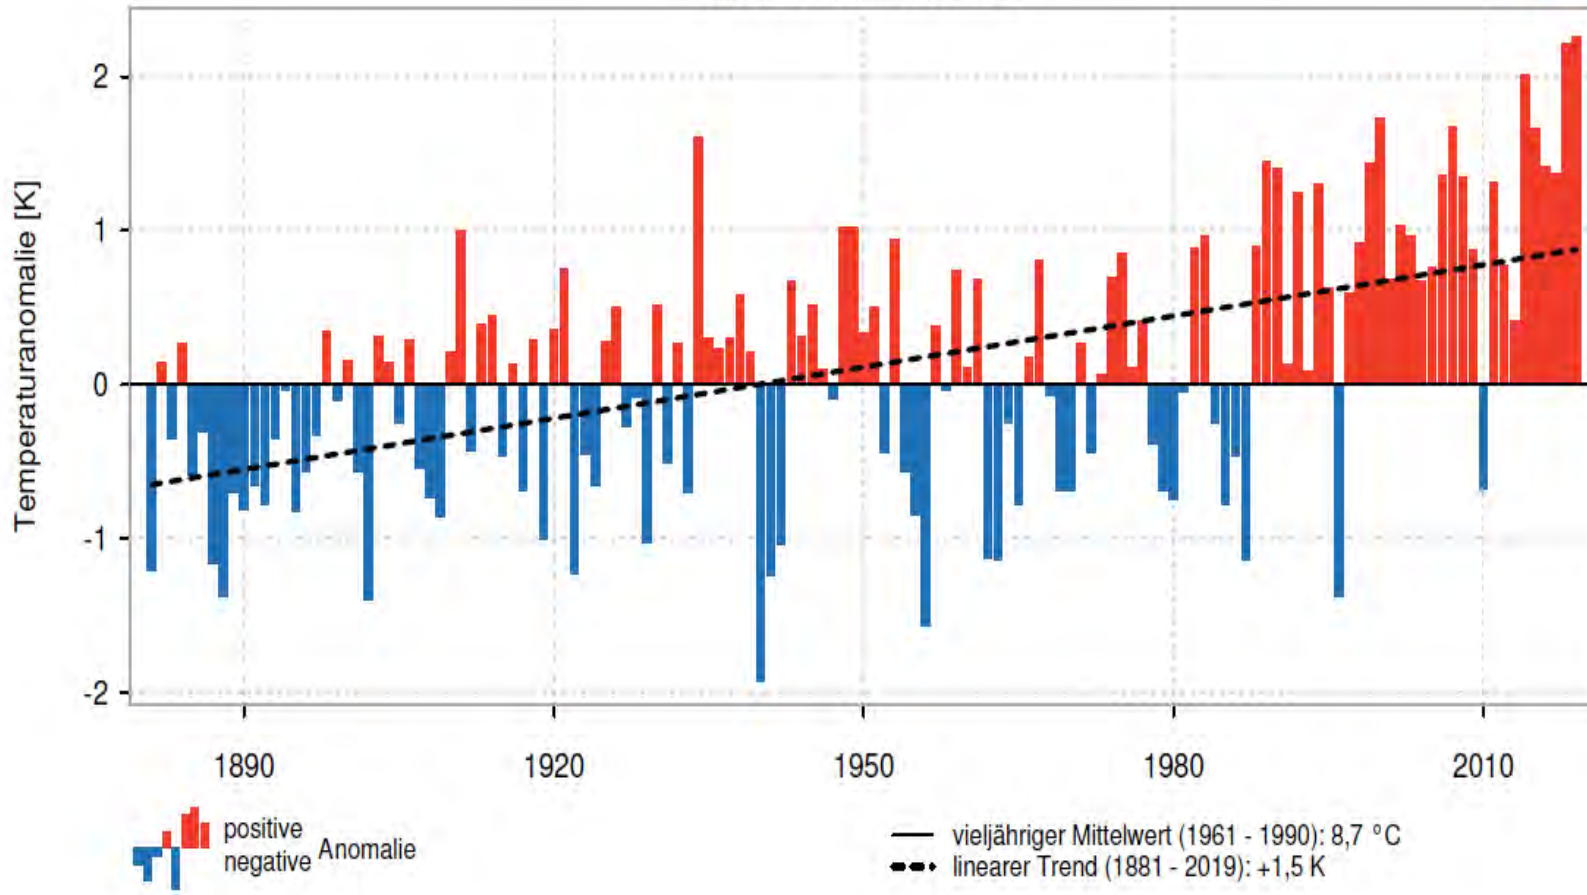 Temperaturanomalie [K]
2
1
0
-1
-2
1890 1920 1950 1980 2010
positive
negative Anomalie
vieljähriger Mittelwert (1961 - 1990): 8,7 °C
linearer Trend (1881 - 2019): +1,5 K